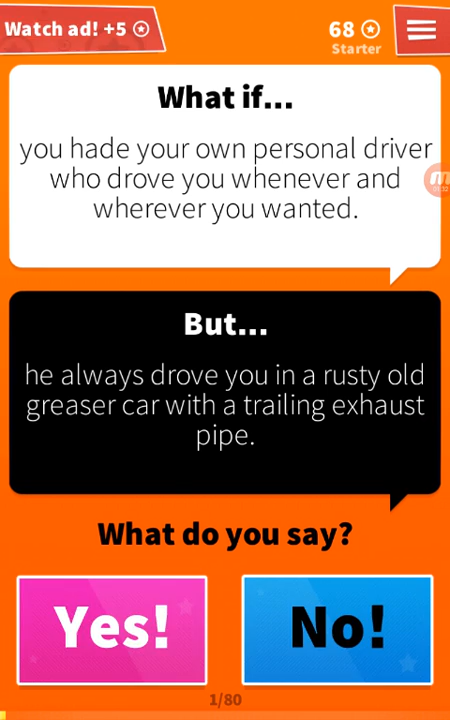 Watch ad! +5
68
Starter
What if...
you hade your own personal driver
who drove you whenever and
wherever you wanted.
But...
he always drove you in a rusty old
greaser car with a trailing exhaust
pipe.
What do you say?
Yes!
No!
1/80